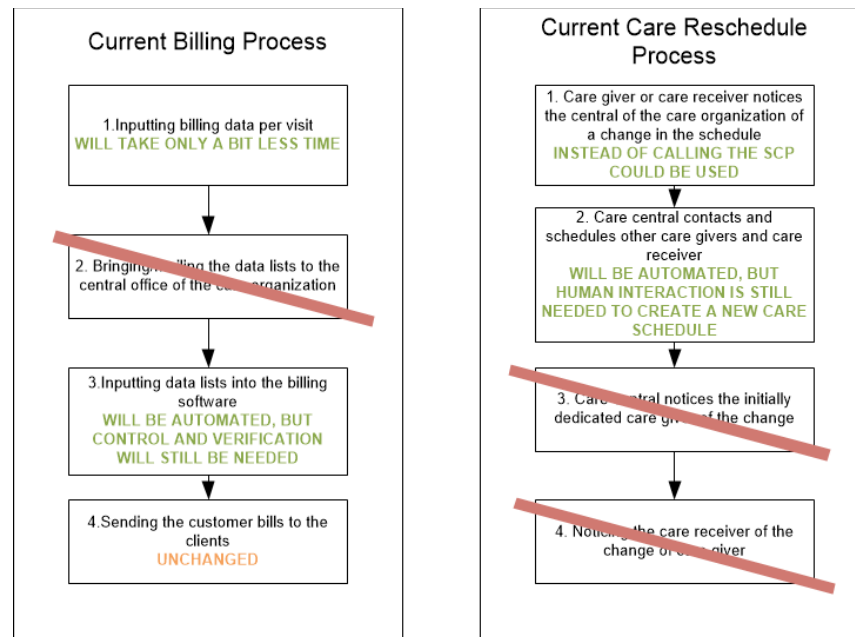 Current Billing Process
1.Inputting billing data per visit
WILL TAKE ONLY A BIT LESS TIME
2. Bringing/mailing the data lists to the
central office of the care organization
3.Inputting data lists into the billing
software
WILL BE AUTOMATED, BUT
CONTROL AND VERIFICATION
WILL STILL BE NEEDED
4.Sending the customer bills to the
clients
UNCHANGED
Current Care Reschedule
Process
1. Care giver or care receiver notices
the central of the care organization of
a change in the schedule
INSTEAD OF CALLING THE SCP
COULD BE USED
2. Care central contacts and
schedules other care givers and care
receiver
WILL BE AUTOMATED, BUT
HUMAN INTERACTION IS STILL
NEEDED TO CREATE A NEW CARE
SCHEDULE
3. Care central notices the initially
dedicated care giver of the change
4. Noticing the care receiver of the
change of care giver